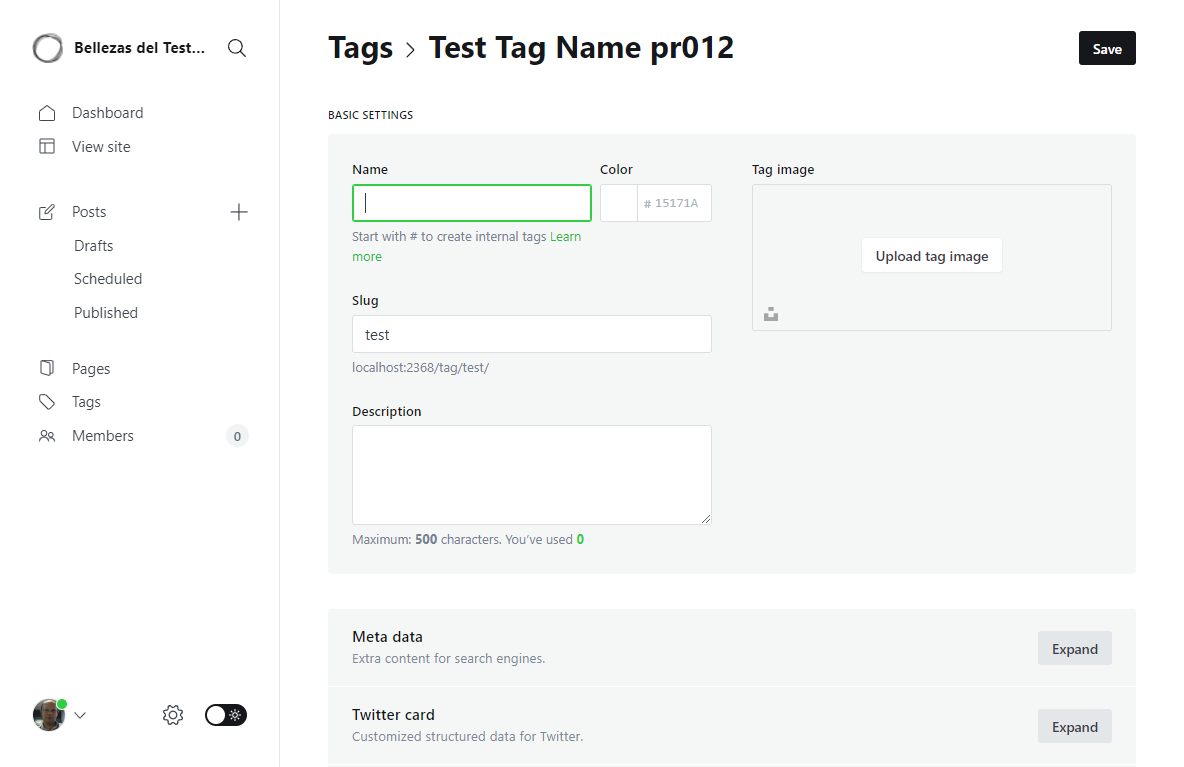 Bellezas del Test...
Dashboard
View site
Posts
Drafts
Scheduled
Published
Pages
Tags
Members
0
Tags > Test Tag Name pr012
Save
BASIC SETTINGS
Name
Color
# 15171A
Start with # to create internal tags Learn
more
Slug
test
localhost:2368/tag/test/
Description
Maximum: 500 characters. You've used 0
Tag image
Upload tag image
Meta data
Extra content for search engines.
Expand
Twitter card
Customized structured data for Twitter.
Expand